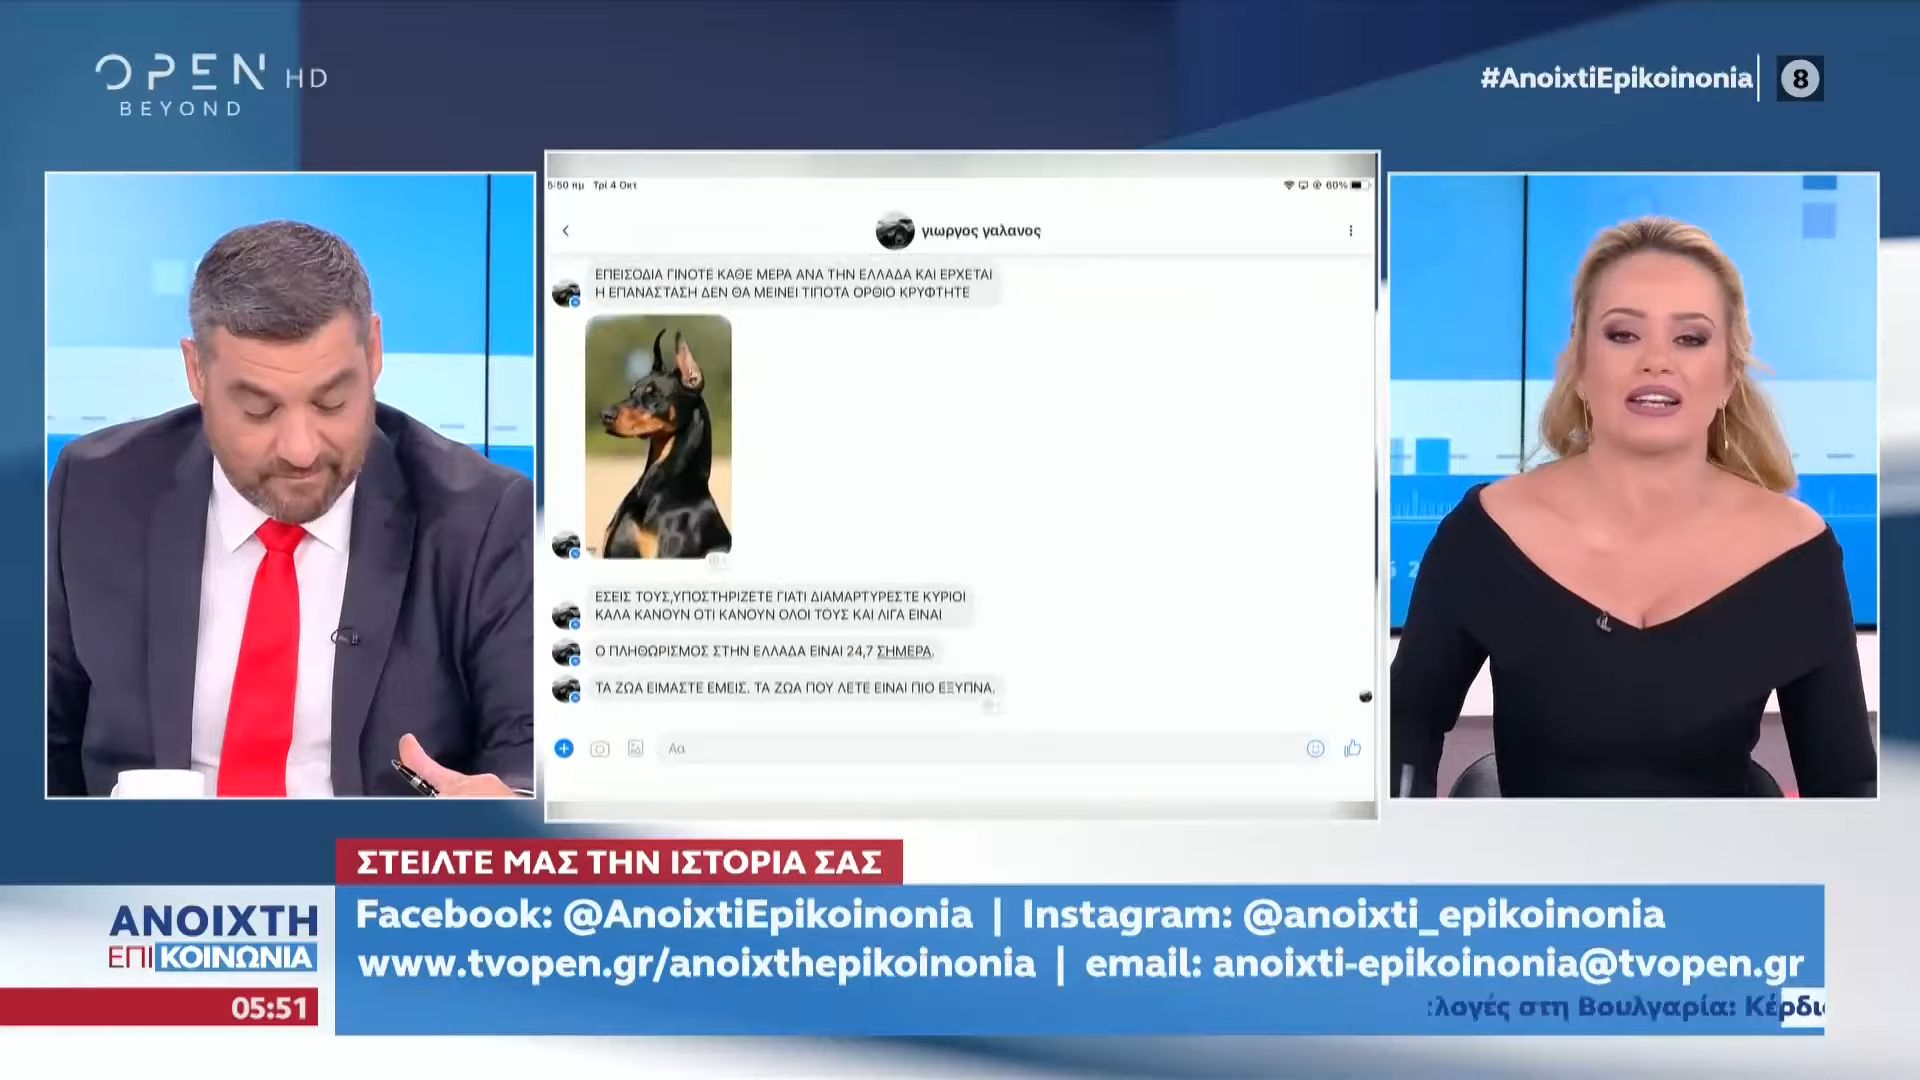 OPEN HD
BEYOND
#AnoixtiEpikoinonia
8
5:50 πμ Τρί 4 Οκτ
60%
γιωργος γαλανος
ΕΠΕΙΣΟΔΙΑ ΓΙΝΟΤΕ ΚΑΘΕ ΜΕΡΑ ΑΝΑ ΤΗΝ ΕΛΛΑΔΑ ΚΑΙ ΕΡΧΕΤΑΙ
Η ΕΠΑΝΑΣΤΑΣΗ ΔΕΝ ΘΑ ΜΕΙΝΕΙ ΤΙΠΟΤΑ ΟΡΘΙΟ ΚΡΥΦΤΗΤΕ
ΕΣΕΙΣ ΤΟΥΣ,ΥΠΟΣΤΗΡΙΖΕΤΕ ΓΙΑΤΙ ΔΙΑΜΑΡΤΥΡΕΣΤΕ ΚΥΡΙΟΙ
ΚΑΛΑ ΚΑΝΟΥΝ ΟΤΙ ΚΑΝΟΥΝ ΟΛΟΙ ΤΟΥΣ ΚΑΙ ΛΙΓΑ ΕΙΝΑΙ
Ο ΠΛΗΘΩΡΙΣΜΟΣ ΣΤΗΝ ΕΛΛΑΔΑ ΕΙΝΑΙ 24,7 ΣΗΜΕΡΑ.
ΤΑ ΖΩΑ ΕΙΜΑΣΤΕ ΕΜΕΙΣ. ΤΑ ΖΩΑ ΠΟΥ ΛΕΤΕ ΕΙΝΑΙ ΠΙΟ ΕΞΥΠΝΑ.
Aα
ΣΤΕΙΛΤΕ ΜΑΣ ΤΗΝ ΙΣΤΟΡΙΑ ΣΑΣ
ΑΝΟΙΧΤΗ
ΕΠΙΚΟΙΝΩΝΙΑ
05:51
Facebook: @AnoixtiEpikoinonia | Instagram: @anoixti_epikoinonia
www.tvopen.gr/anoixthepikoinonia | email: anoixti-epikoinonia@tvopen.gr
λογές στη Βουλγαρία: Κέρδι